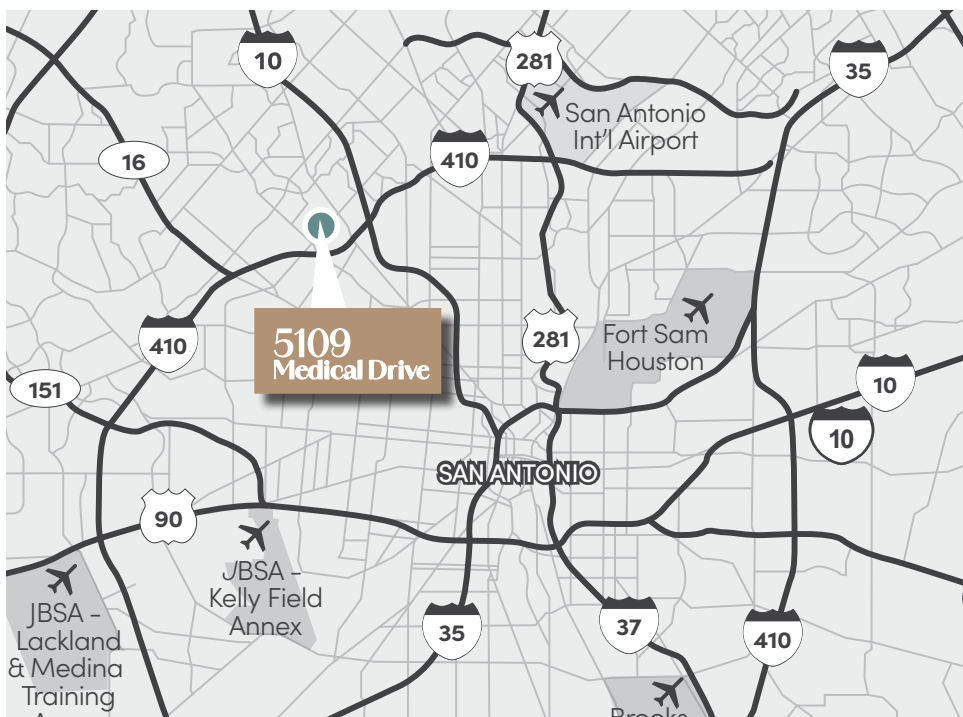 10
281
35
San Antonio
Int'l Airport
16
410
5109
Medical Drive
410
281
Fort Sam
Houston
151
10
10
SAN ANTONIO
90
JBSA -
Kelly Field
Annex
JBSA -
Lackland
& Medina
Training
35
37
410
Brooks